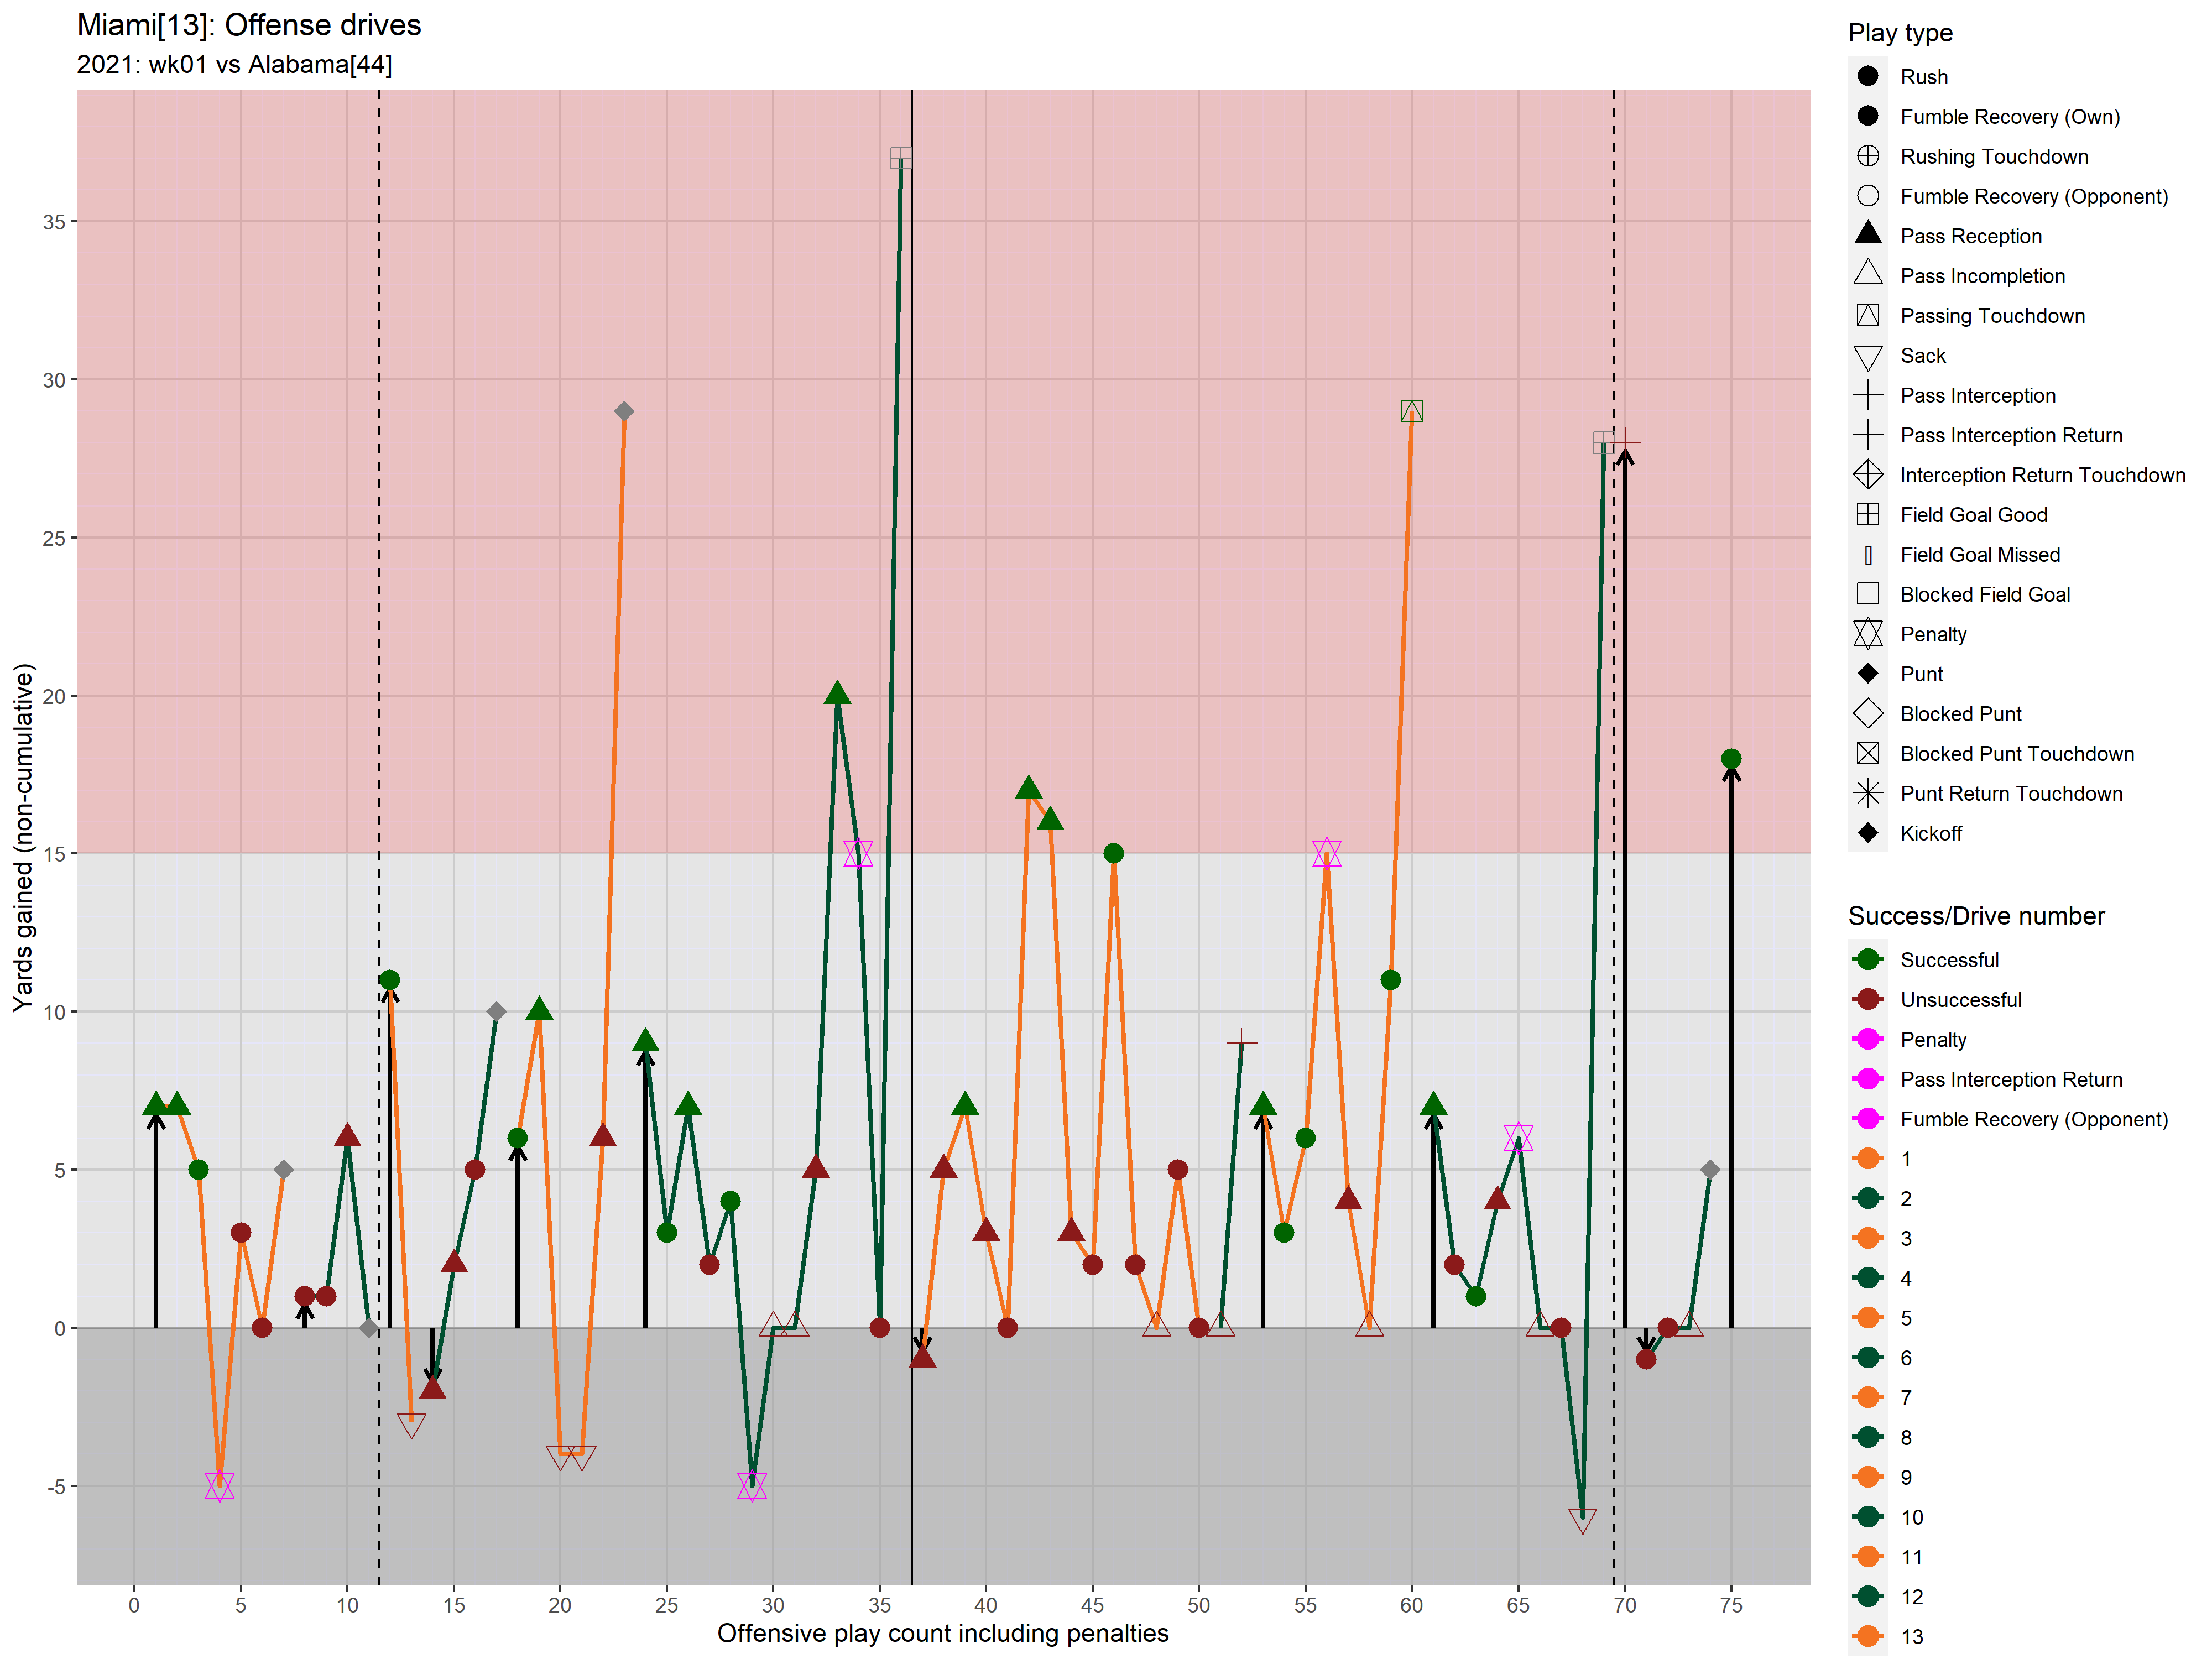 Miami[13]: Offense drives
2021: wk01 vs Alabama[44]
Yards gained (non-cumulative)
35
30
25
20
15
10
5
0
-5
0 5 10 15 20 25 30 35 40 45 50 55 60 65 70 75
Offensive play count including penalties
Play type
Rush
Fumble Recovery (Own)
Rushing Touchdown
Fumble Recovery (Opponent)
Pass Reception
Pass Incompletion
Passing Touchdown
Sack
Pass Interception
Pass Interception Return
Interception Return Touchdown
Field Goal Good
Field Goal Missed
Blocked Field Goal
Penalty
Punt
Blocked Punt
Blocked Punt Touchdown
Punt Return Touchdown
Kickoff
Success/Drive number
Successful
Unsuccessful
Penalty
Pass Interception Return
Fumble Recovery (Opponent)
1
2
3
4
5
6
7
8
9
10
11
12
13